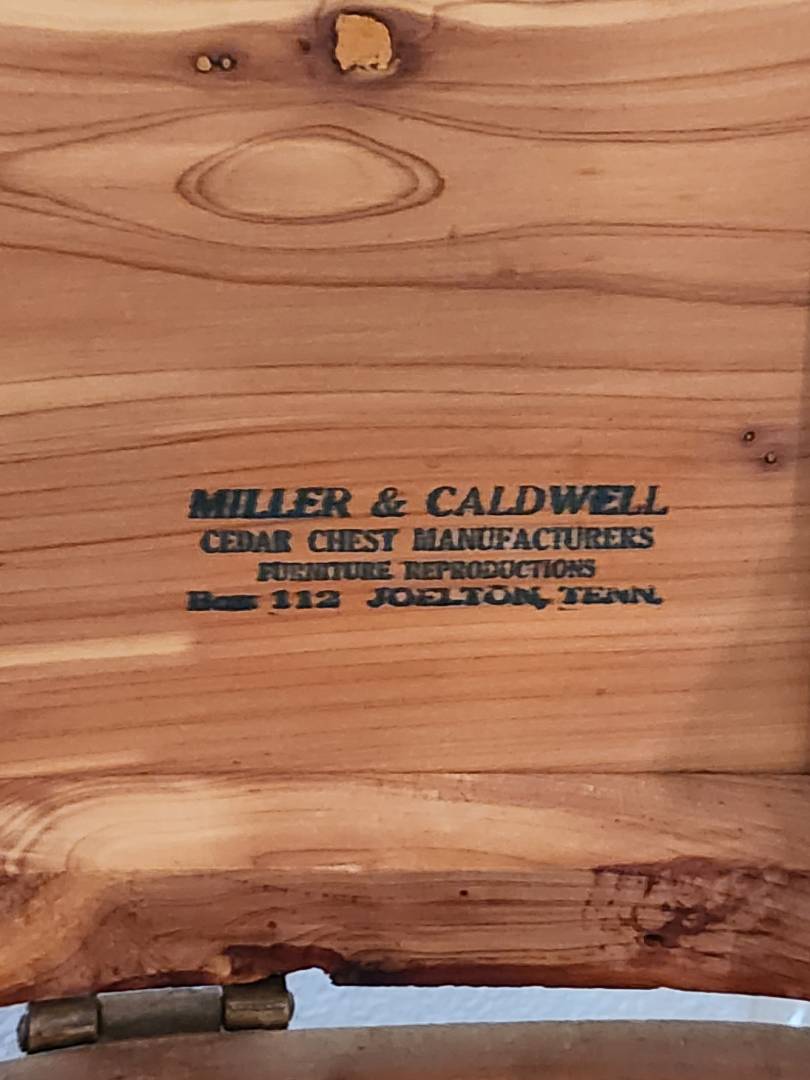 MILLER & CALDWELL
CEDAR CHEST MANUFACTURERS
FURNITURE REPRODUCTIONS
Box 112 JOELTON, TENN.